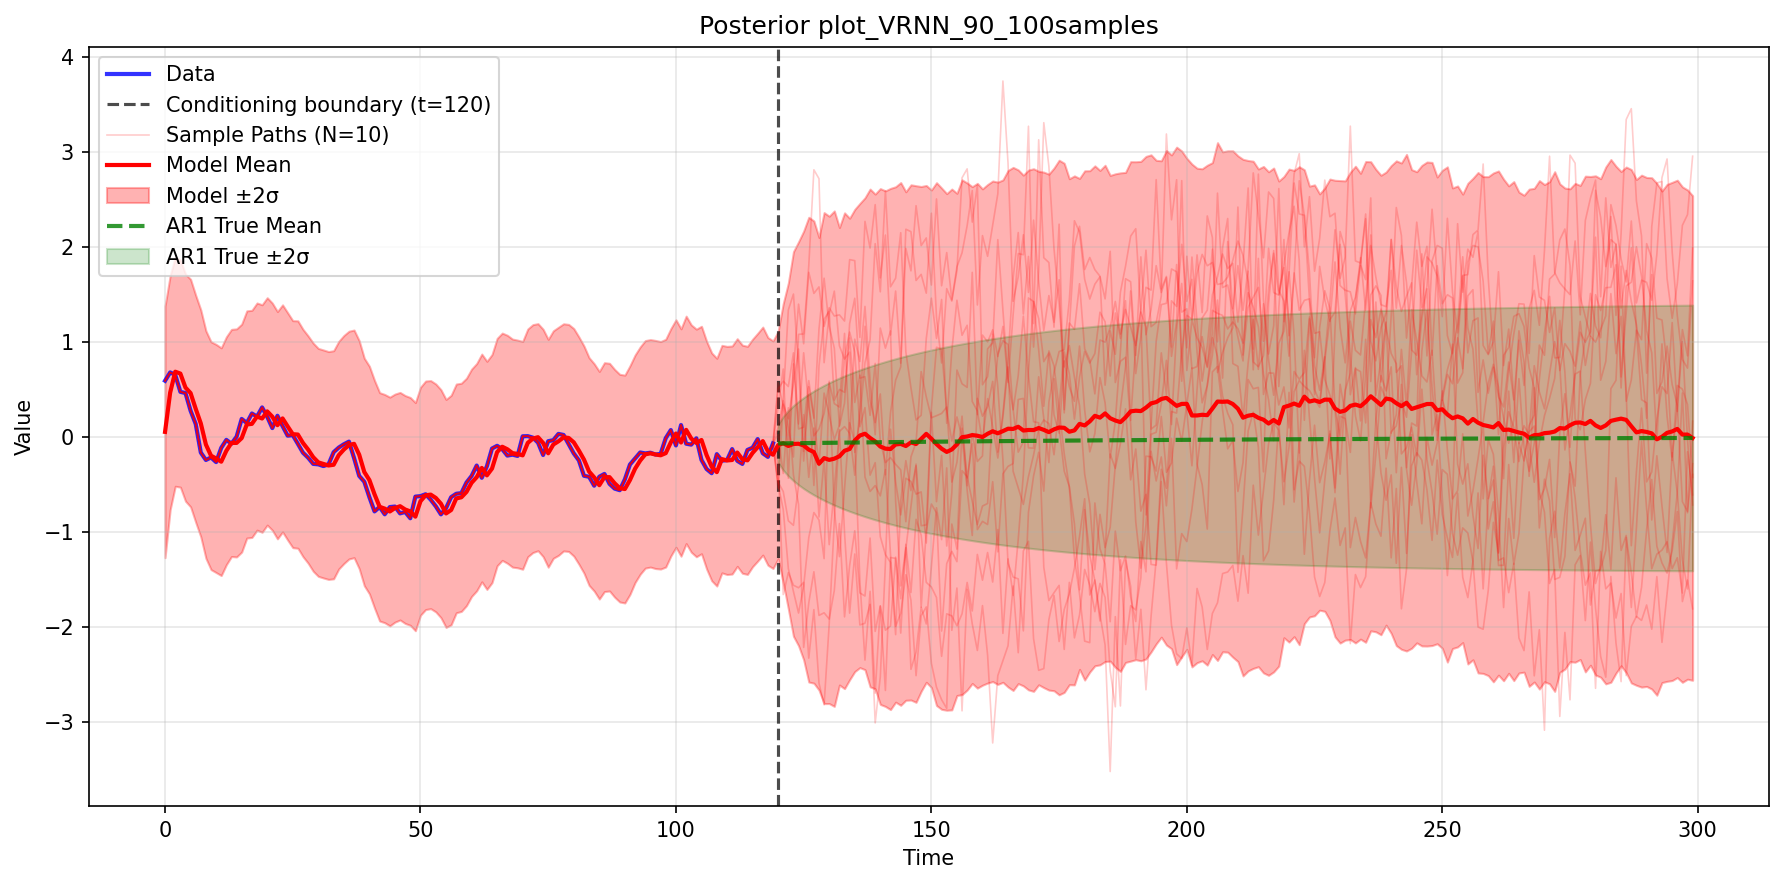 Posterior plot_VRNN_90_100samples
Data
Conditioning boundary (t=120)
Sample Paths (N=10)
Model Mean
Model ±2σ
AR1 True Mean
AR1 True ±2σ
Value
4
3
2
1
0
−1
−2
−3
0 50 100 150 200 250 300
Time